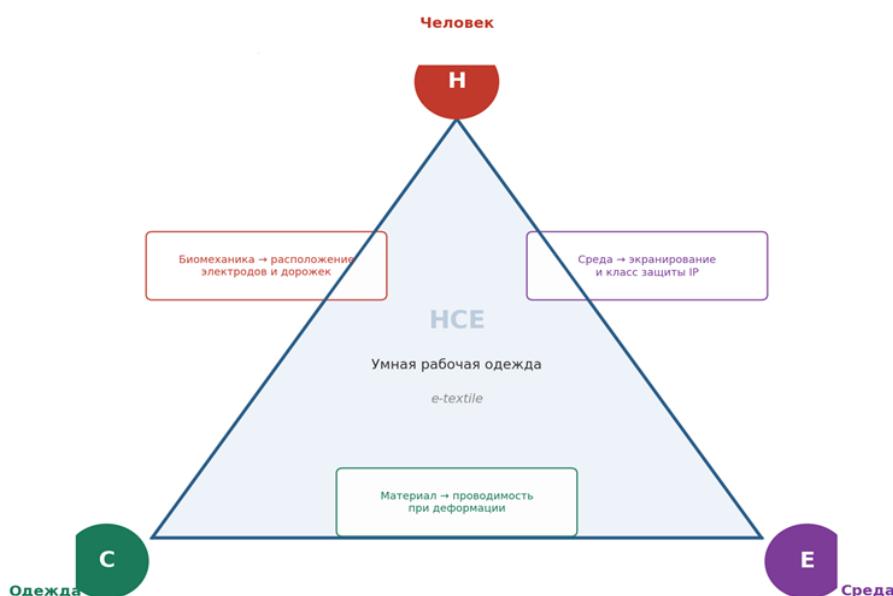 Человек
H
Биомеханика → расположение
электродов и дорожек
Среда → экранирование
и класс защиты IP
HCE
Умная рабочая одежда
e-textile
Материал → проводимость
при деформации
C
E
Одежда
Среда